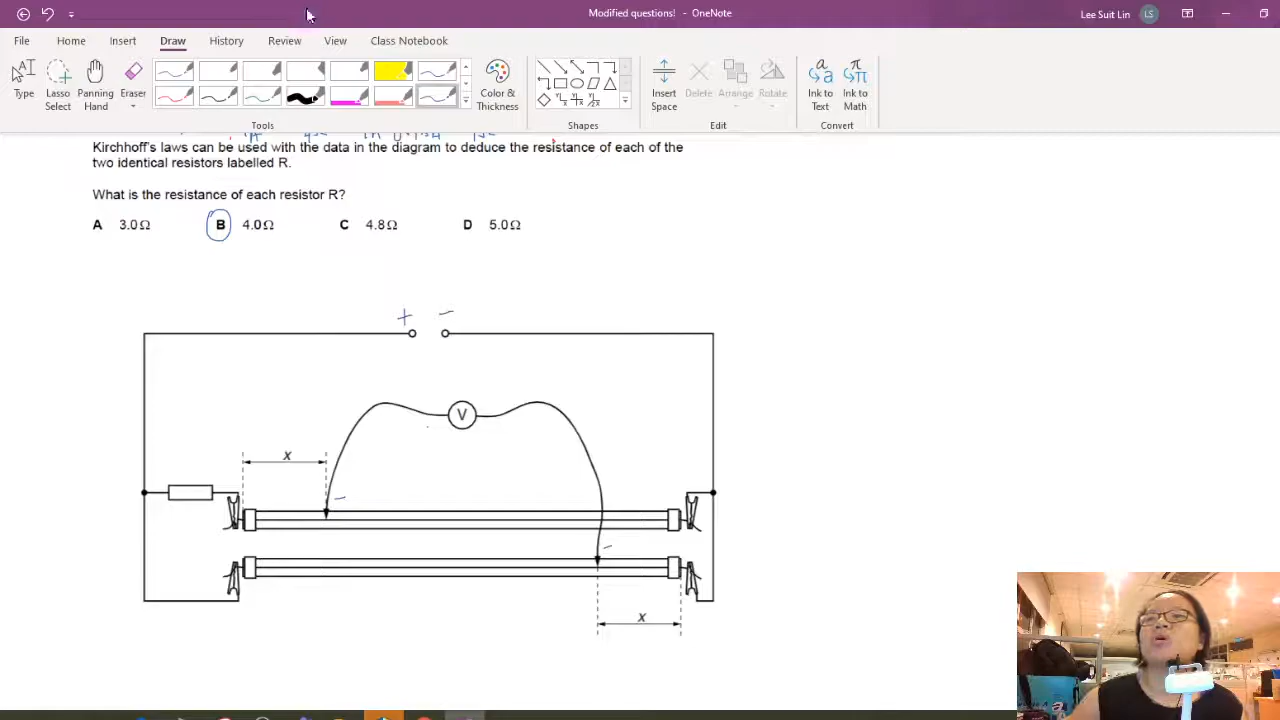 Modified questions! - OneNote
Lee Suit Lin
LS
File Home Insert Draw History Review View Class Notebook
Type
Lasso Select
Panning Hand
Eraser
Color & Thickness
Insert Space
Delete
Arrange
Rotate
Ink to Text
Ink to Math
Tools
Shapes
Edit
Convert
Kirchhoff's laws can be used with the data in the diagram to deduce the resistance of each of the
two identical resistors labelled R.
What is the resistance of each resistor R?
A 3.0Ω B 4.0Ω C 4.8Ω D 5.0Ω
+ −
V
x
x